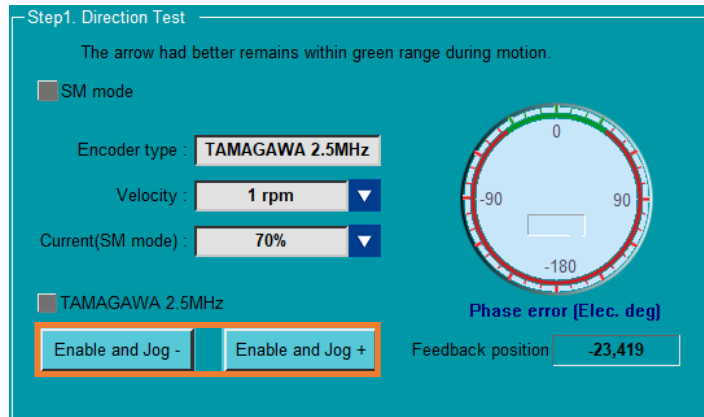 Step1. Direction Test
The arrow had better remains within green range during motion.
SM mode
Encoder type : TAMAGAWA 2.5MHz
Velocity : 1 rpm
Current(SM mode) : 70%
0
-90 90
-180
Phase error (Elec. deg)
TAMAGAWA 2.5MHz
Enable and Jog - Enable and Jog +
Feedback position -23,419